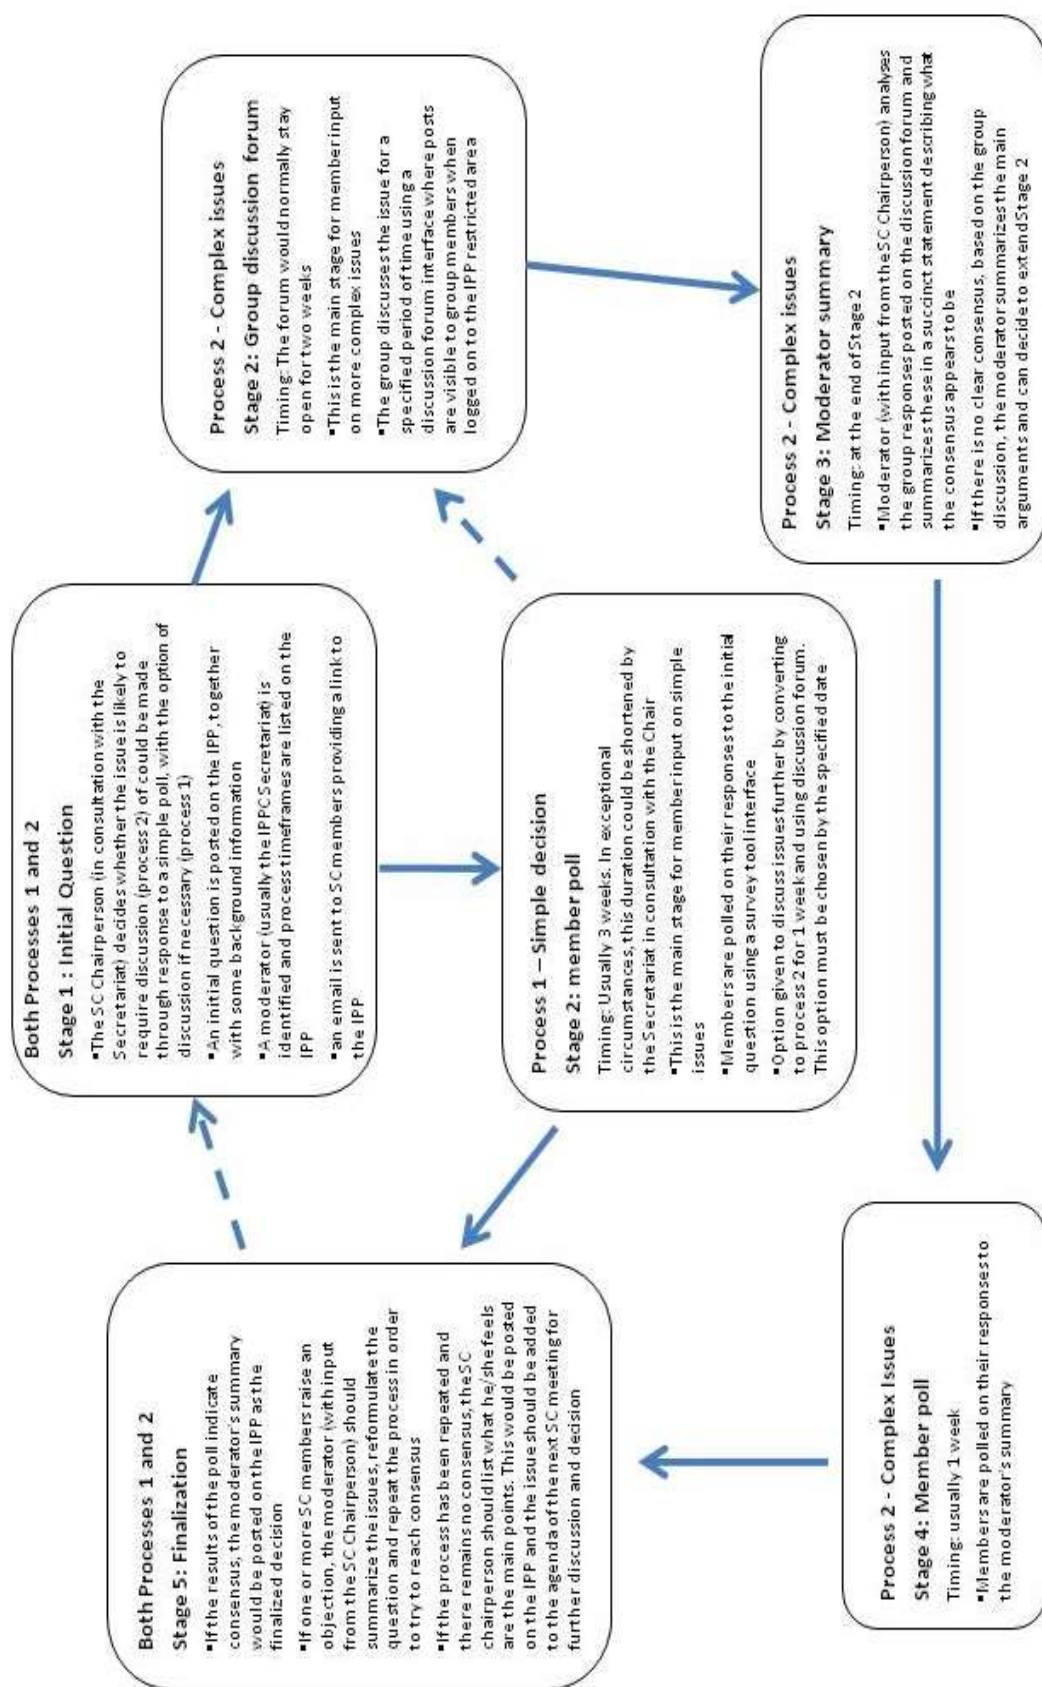 Both Processes 1 and 2
Stage 1 : Initial Question
▪The SC Chairperson (in consultation with the
Secretariat) decides whether the issue is likely to
require discussion (process 2) of could be made
through response to a simple poll, with the option of
discussion if necessary (process 1)
▪An initial question is posted on the IPP, together
with some background information
▪A moderator (usually the IPPC Secretariat) is
identified and process timeframes are listed on the
IPP
▪an email is sent to SC members providing a link to
the IPP
Process 1 – Simple decision
Stage 2: member poll
Timing: Usually 3 weeks. In exceptional
circumstances, this duration could be shortened by
the Secretariat in consultation with the Chair
▪This is the main stage for member input on simple
issues
▪Members are polled on their responses to the initial
question using a survey tool interface
▪Option given to discuss issues further by converting
to process 2 for 1 week and using discussion forum.
This option must be chosen by the specified date
Process 2 - Complex issues
Stage 2: Group discussion forum
Timing: The forum would normally stay
open for two weeks
▪This is the main stage for member input
on more complex issues
▪The group discusses the issue for a
specified period of time using a
discussion forum interface where posts
are visible to group members when
logged on to the IPP restricted area
Process 2 - Complex issues
Stage 3: Moderator summary
Timing: at the end of Stage 2
▪Moderator (with input from the SC Chairperson) analyses
the group responses posted on the discussion forum and
summarizes these in a succinct statement describing what
the consensus appears to be
▪If there is no clear consensus, based on the group
discussion, the moderator summarizes the main
arguments and can decide to extend Stage 2
Process 2 - Complex Issues
Stage 4: Member poll
Timing: usually 1 week
▪Members are polled on their responses to
the moderator's summary
Both Processes 1 and 2
Stage 5: Finalization
▪If the results of the poll indicate
consensus, the moderator's summary
would be posted on the IPP as the
finalized decision
▪If one or more SC members raise an
objection, the moderator (with input
from the SC Chairperson) should
summarize the issues, reformulate the
question and repeat the process in order
to try to reach consensus
▪If the process has been repeated and
there remains no consensus, the SC
chairperson should list what he/she feels
are the main points. This would be posted
on the IPP and the issue should be added
to the agenda of the next SC meeting for
further discussion and decision